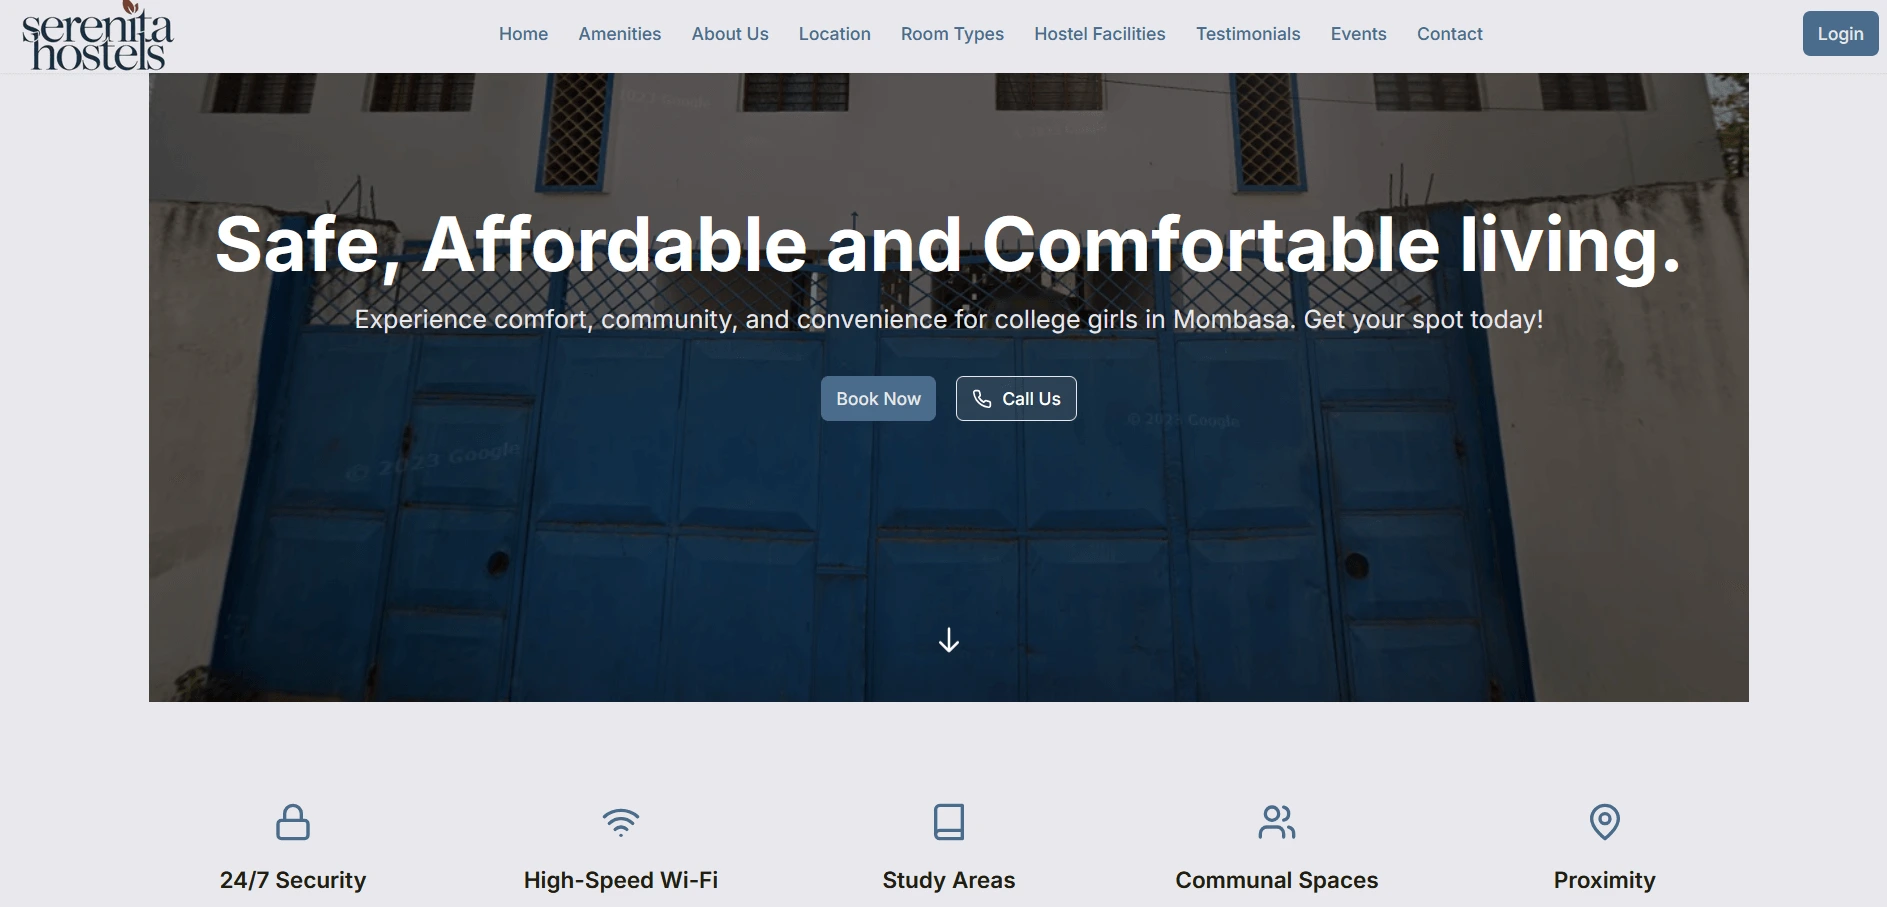 serenita
hostels
Home Amenities About Us Location Room Types Hostel Facilities Testimonials Events Contact
Login
Safe, Affordable and Comfortable living.
Experience comfort, community, and convenience for college girls in Mombasa. Get your spot today!
Book Now Call Us
© 2023 Google
© 2023 Google
24/7 Security High-Speed Wi-Fi Study Areas Communal Spaces Proximity